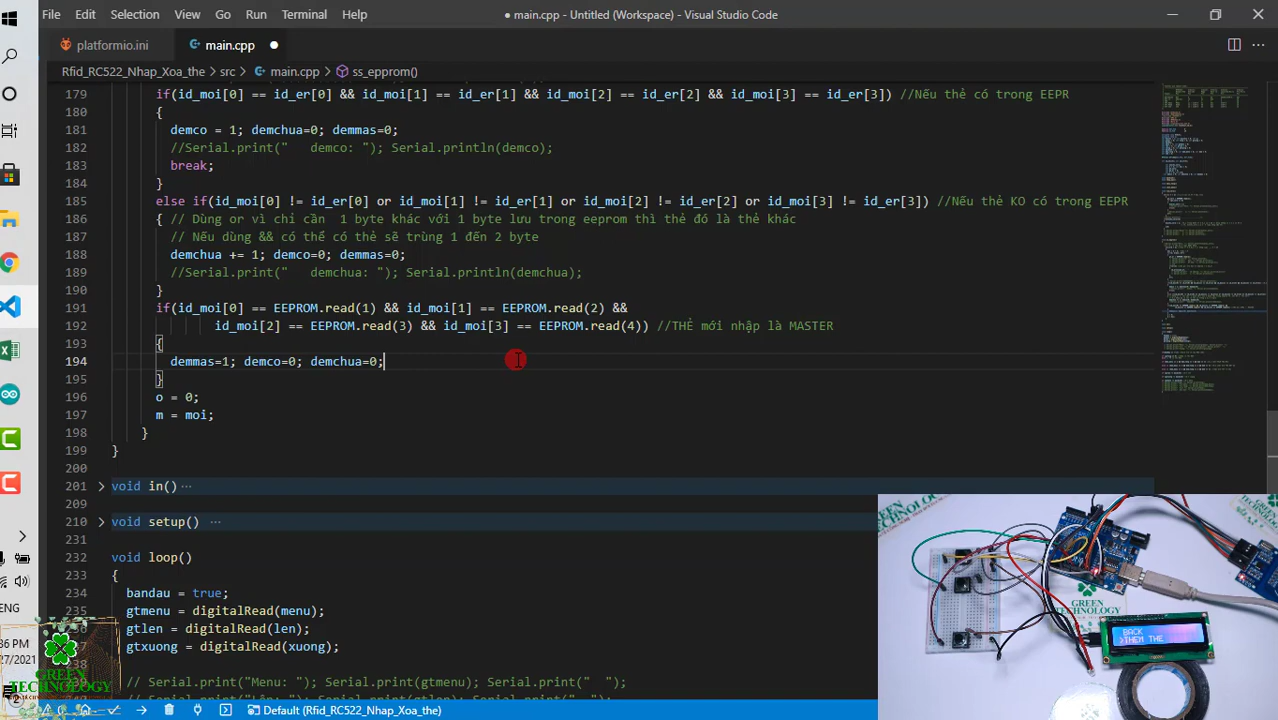 File Edit Selection View Go Run Terminal Help
● main.cpp - Untitled (Workspace) - Visual Studio Code
platformio.ini
main.cpp
Rfid_RC522_Nhap_Xoa_the > src > main.cpp > ss_epprom()
179 if(id_moi[0] == id_er[0] && id_moi[1] == id_er[1] && id_moi[2] == id_er[2] && id_moi[3] == id_er[3]) //Nếu thẻ có trong EEPR
180 {
181 demco = 1; demchua=0; demmas=0;
182 //Serial.print("   demco: "); Serial.println(demco);
183 break;
184 }
185 else if(id_moi[0] != id_er[0] or id_moi[1] != id_er[1] or id_moi[2] != id_er[2] or id_moi[3] != id_er[3]) //Nếu thẻ KO có trong EEPR
186 { // Dùng or vì chỉ cần  1 byte khác với 1 byte lưu trong eeprom thì thẻ đó là thẻ khác
187 // Nếu dùng && có thể có thẻ sẽ trùng 1 đến 2 byte
188 demchua += 1; demco=0; demmas=0;
189 //Serial.print("   demchua: "); Serial.println(demchua);
190 }
191 if(id_moi[0] == EEPROM.read(1) && id_moi[1] == EEPROM.read(2) &&
192 id_moi[2] == EEPROM.read(3) && id_moi[3] == EEPROM.read(4)) //THẺ mới nhập là MASTER
193 {
194 demmas=1; demco=0; demchua=0;
195 }
196 o = 0;
197 m = moi;
198 }
199 }
200
201 void in() ···
209
210 void setup() ···
231
232 void loop()
233 {
234 bandau = true;
235 gtmenu = digitalRead(menu);
236 gtlen = digitalRead(len);
237 gtxuong = digitalRead(xuong);
238
// Serial.print("Menu: "); Serial.print(gtmenu); Serial.print("  ");
ENG
GREEN
TECHNOLOGY
Default (Rfid_RC522_Nhap_Xoa_the)
GREEN
BACK
>THEM THE